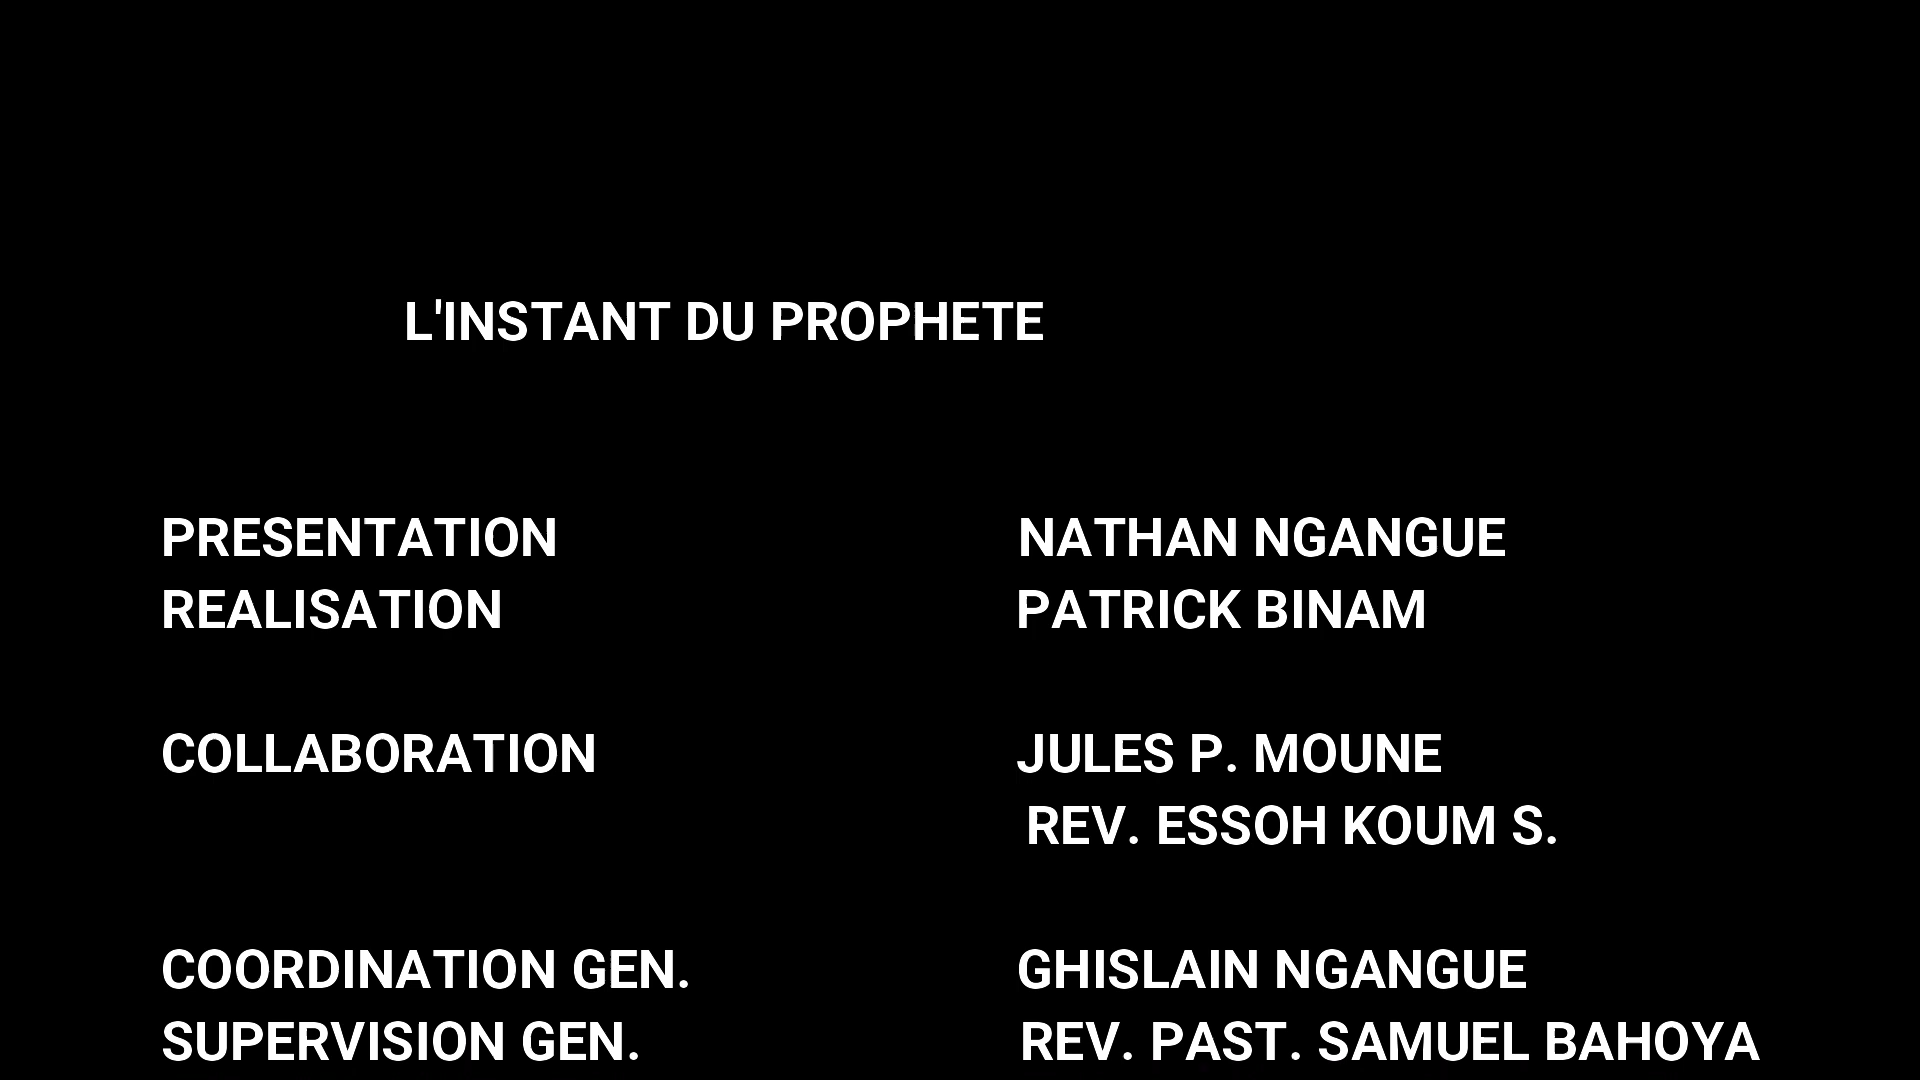 L'INSTANT DU PROPHETE
PRESENTATION NATHAN NGANGUE
REALISATION PATRICK BINAM
COLLABORATION JULES P. MOUNE
REV. ESSOH KOUM S.
COORDINATION GEN. GHISLAIN NGANGUE
SUPERVISION GEN. REV. PAST. SAMUEL BAHOYA